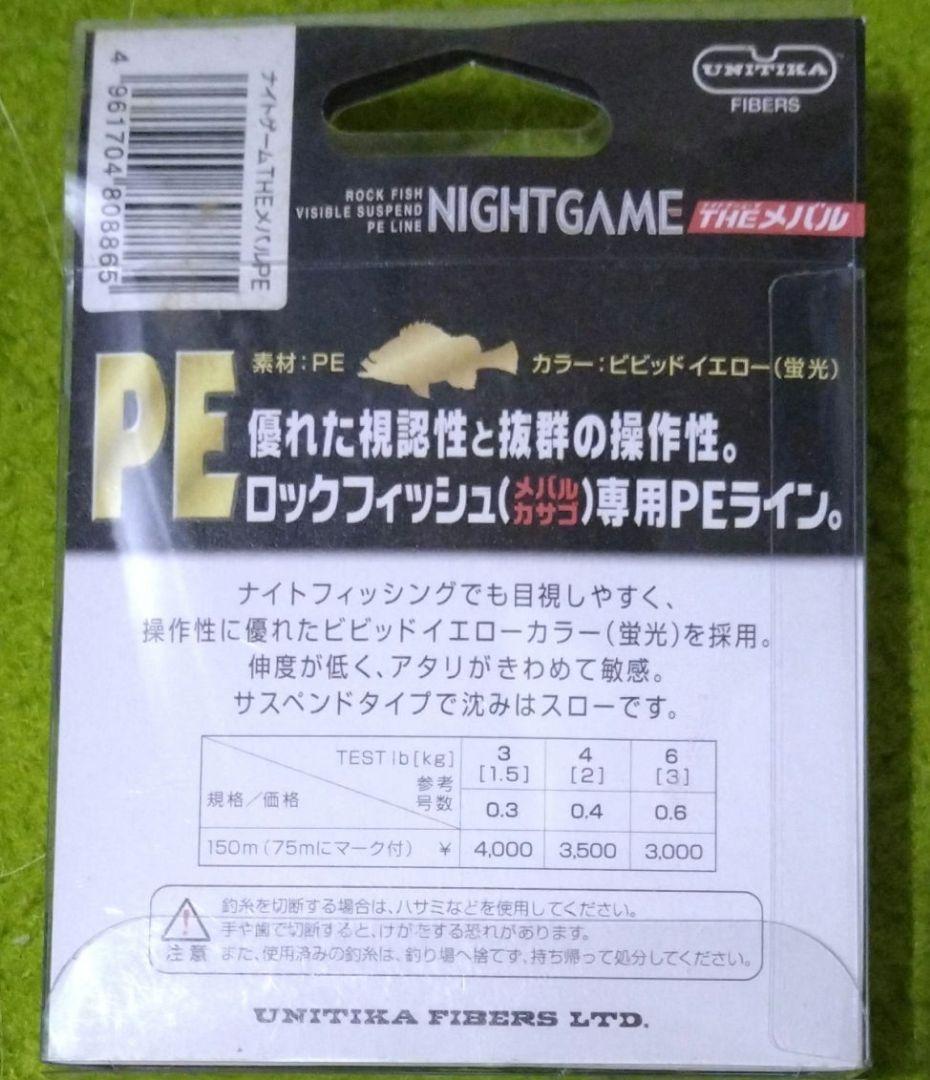 4 961704 808865
ナイトゲームTHEメバルPE
UNITIKA
FIBERS
ROCK FISH
VISIBLE SUSPEND
PE LINE
NIGHTGAME
THEメバル
PE
素材:PE
カラー:ビビッドイエロー(蛍光)
優れた視認性と抜群の操作性。
ロックフィッシュ(メバルカサゴ)専用PEライン。
ナイトフィッシングでも目視しやすく、
操作性に優れたビビッドイエローカラー(蛍光)を採用。
伸度が低く、アタリがきわめて敏感。
サスペンドタイプで沈みはスローです。
TEST lb[kg] 3 4 6
[1.5] [2] [3]
規格/価格 参考号数 0.3 0.4 0.6
150m(75mにマーク付) ¥ 4,000 3,500 3,000
釣糸を切断する場合は、ハサミなどを使用してください。
手や歯で切断すると、けがをする恐れがあります。
注意 また、使用済みの釣糸は、釣り場へ捨てず、持ち帰って処分してください。
UNITIKA FIBERS LTD.